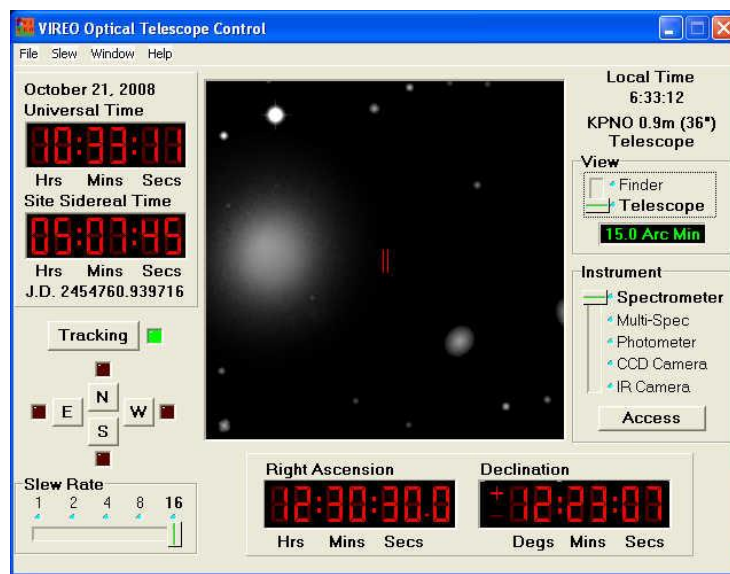 VIREO Optical Telescope Control
File Slew Window Help
October 21, 2008
Universal Time
10:33:11
Hrs Mins Secs
Site Sidereal Time
05:07:45
Hrs Mins Secs
J.D. 2454760.939716
Tracking
N
E W
S
Slew Rate
1 2 4 8 16
Local Time
6:33:12
KPNO 0.9m (36")
Telescope
View
Finder
Telescope
15.0 Arc Min
Instrument
Spectrometer
Multi-Spec
Photometer
CCD Camera
IR Camera
Access
Right Ascension
12:30:30.0
Hrs Mins Secs
Declination
+12:23:07
Degs Mins Secs